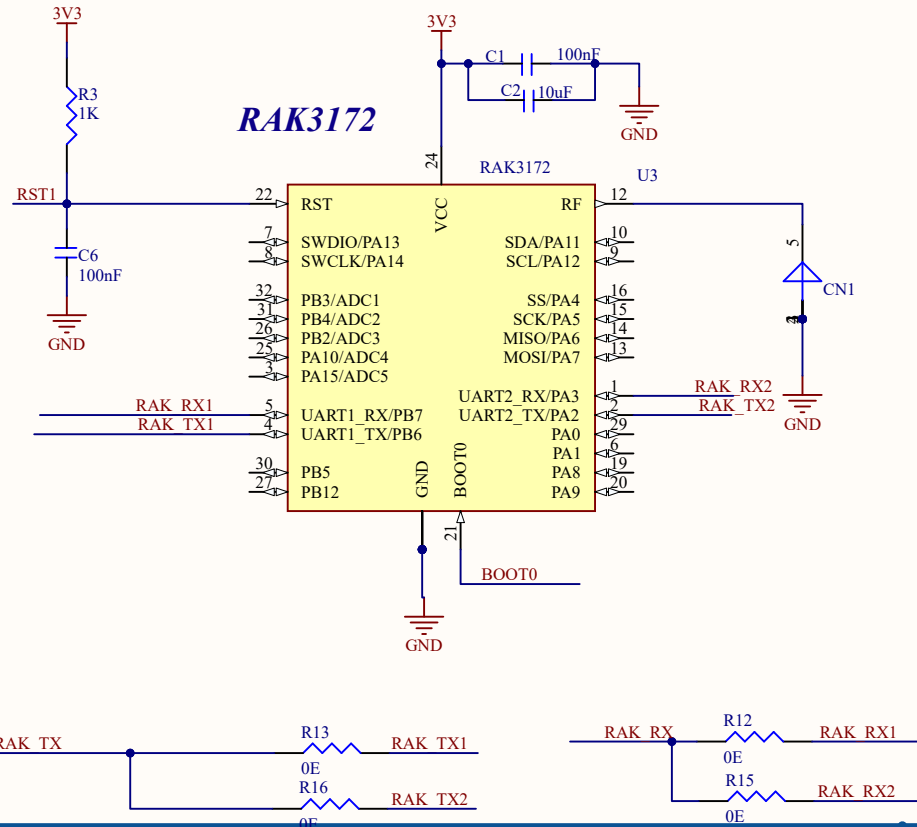 3V3
R3
1K
RST1
C6
100nF
GND
RAK3172
3V3
C1
100nF
C2
10uF
GND
24
RAK3172
U3
VCC
22
RST
7
SWDIO/PA13
8
SWCLK/PA14
32
PB3/ADC1
31
PB4/ADC2
26
PB2/ADC3
25
PA10/ADC4
3
PA15/ADC5
RAK_RX1
5
UART1_RX/PB7
RAK_TX1
4
UART1_TX/PB6
30
PB5
27
PB12
RF
12
SDA/PA11
10
SCL/PA12
9
SS/PA4
16
SCK/PA5
15
MISO/PA6
14
MOSI/PA7
13
UART2_RX/PA3
1
RAK_RX2
UART2_TX/PA2
2
RAK_TX2
PA0
29
PA1
6
PA8
19
PA9
20
5
CN1
GND
GND
BOOT0
21
BOOT0
GND
RAK_TX
R13
0E
RAK_TX1
R16
0E
RAK_TX2
RAK_RX
R12
0E
RAK_RX1
R15
0E
RAK_RX2